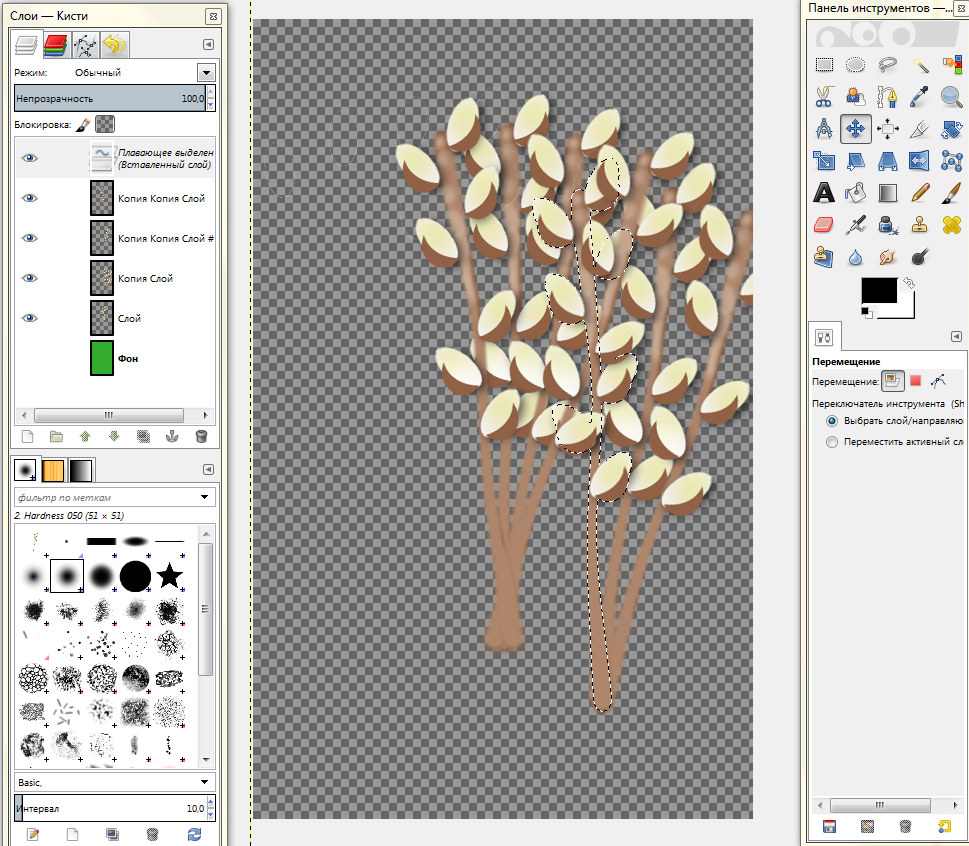 Слои — Кисти
Режим: Обычный
Непрозрачность 100,0
Блокировка:
Плавающее выделен
(Вставленный слой)
Копия Копия Слой
Копия Копия Слой #
Копия Слой
Слой
Фон
фильтр по меткам
2. Hardness 050 (51 × 51)
Basic,
Интервал 10,0
Панель инструментов —...
Перемещение
Перемещение:
Переключатель инструмента (Sh
Выбрать слой/направляю
Переместить активный сл